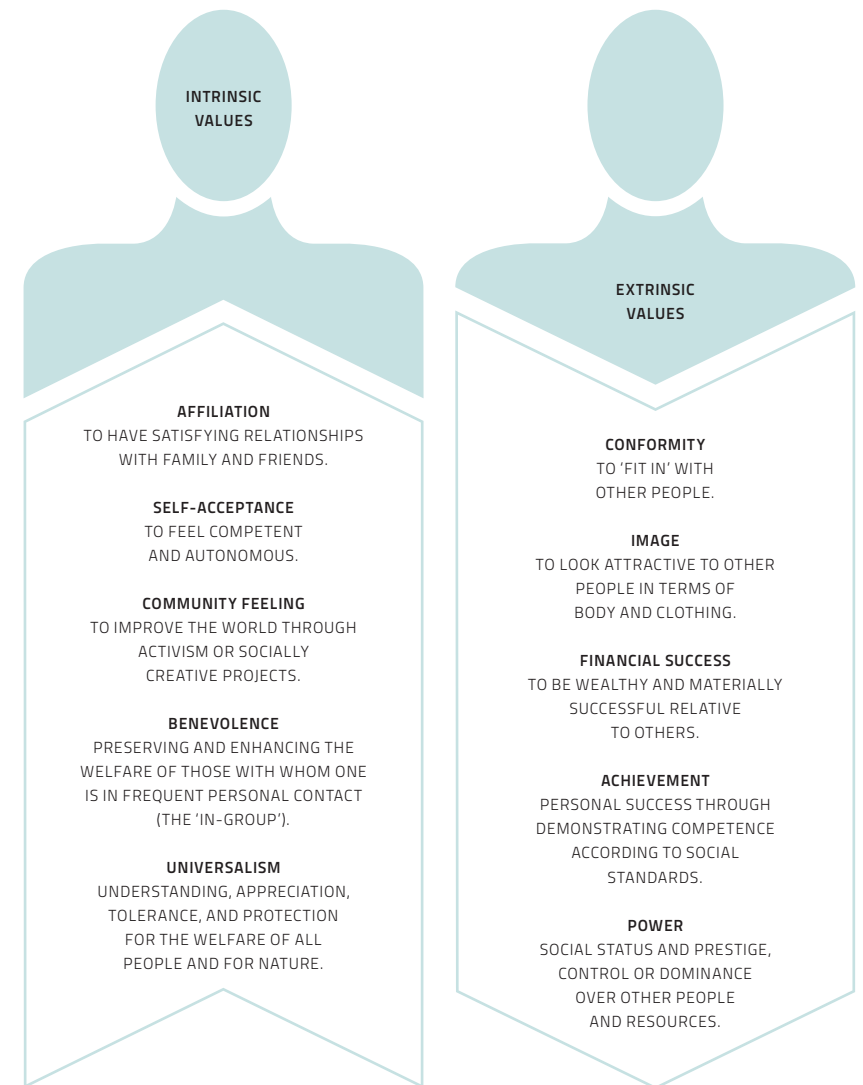 INTRINSIC
VALUES
AFFILIATION
TO HAVE SATISFYING RELATIONSHIPS
WITH FAMILY AND FRIENDS.
SELF-ACCEPTANCE
TO FEEL COMPETENT
AND AUTONOMOUS.
COMMUNITY FEELING
TO IMPROVE THE WORLD THROUGH
ACTIVISM OR SOCIALLY
CREATIVE PROJECTS.
BENEVOLENCE
PRESERVING AND ENHANCING THE
WELFARE OF THOSE WITH WHOM ONE
IS IN FREQUENT PERSONAL CONTACT
(THE ‘IN-GROUP’).
UNIVERSALISM
UNDERSTANDING, APPRECIATION,
TOLERANCE, AND PROTECTION
FOR THE WELFARE OF ALL
PEOPLE AND FOR NATURE.
EXTRINSIC
VALUES
CONFORMITY
TO ‘FIT IN’ WITH
OTHER PEOPLE.
IMAGE
TO LOOK ATTRACTIVE TO OTHER
PEOPLE IN TERMS OF
BODY AND CLOTHING.
FINANCIAL SUCCESS
TO BE WEALTHY AND MATERIALLY
SUCCESSFUL RELATIVE
TO OTHERS.
ACHIEVEMENT
PERSONAL SUCCESS THROUGH
DEMONSTRATING COMPETENCE
ACCORDING TO SOCIAL
STANDARDS.
POWER
SOCIAL STATUS AND PRESTIGE,
CONTROL OR DOMINANCE
OVER OTHER PEOPLE
AND RESOURCES.